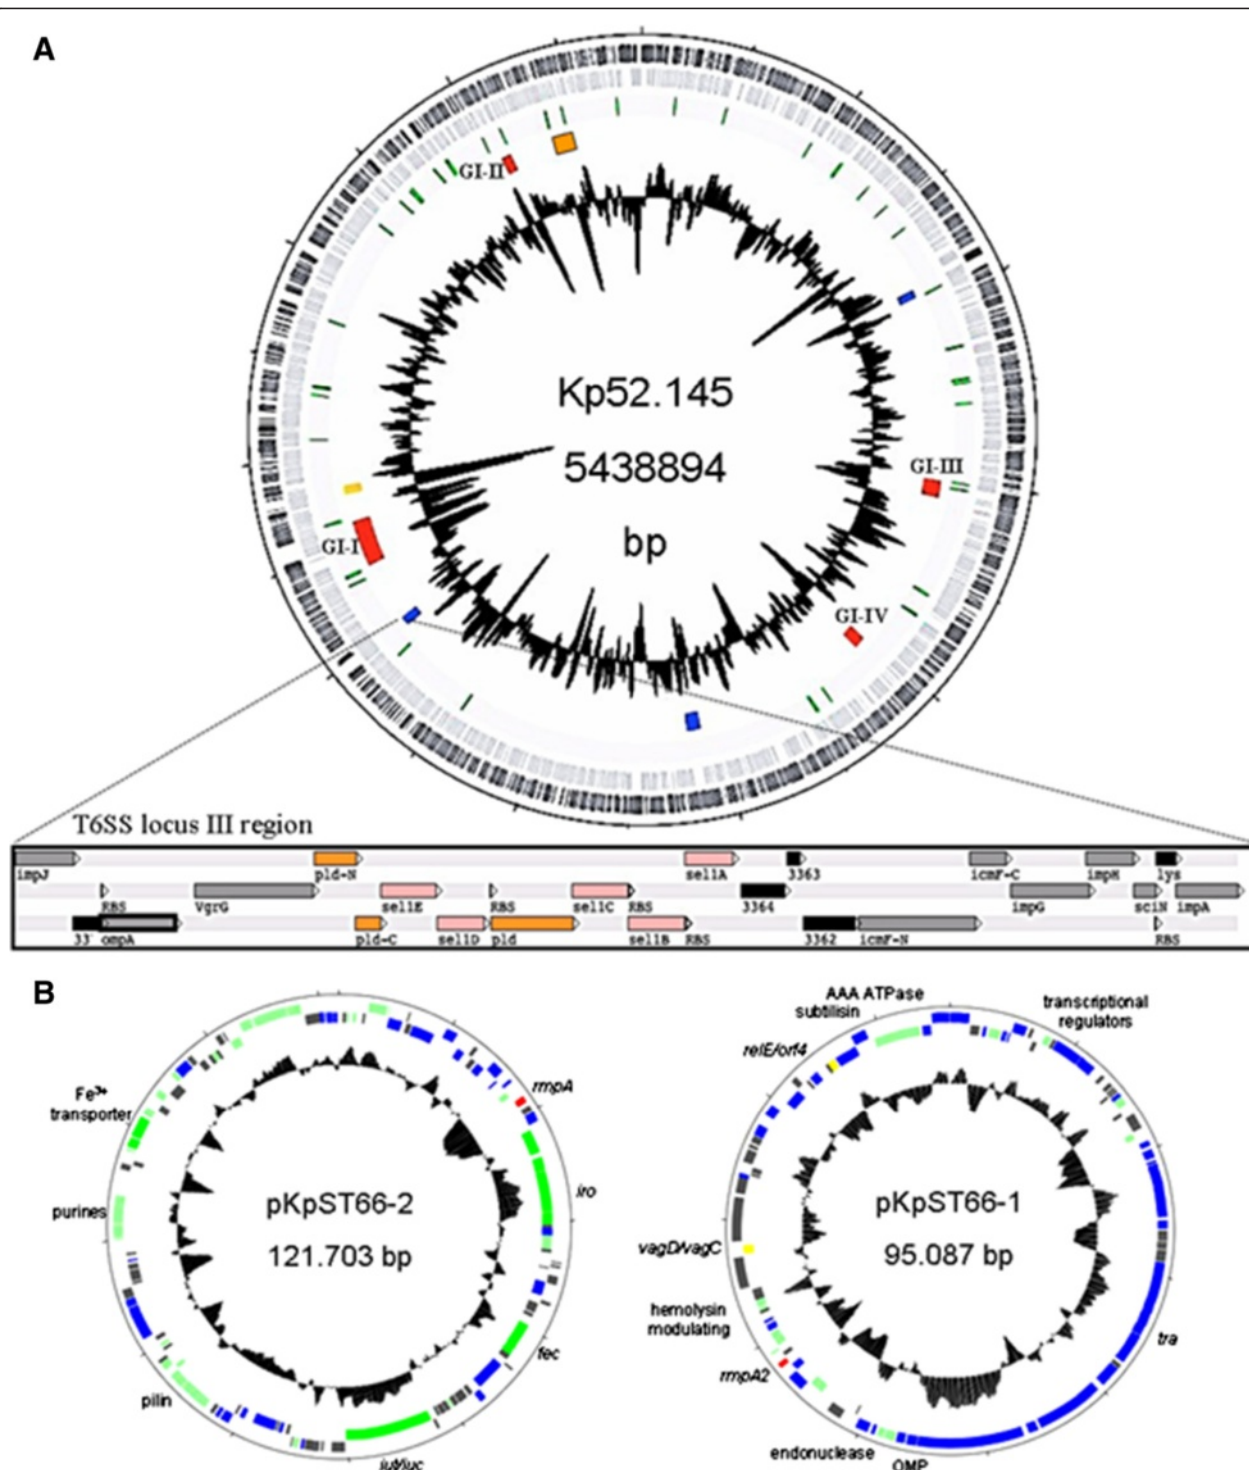 A
GI-II
Kp52.145
5438894
bp
GI-III
GI-I
GI-IV
T6SS locus III region
impJ pld-N sel1A 3363 icmF-C impH lys
RBS VgrG sel1E RBS sel1C RBS 3364 impG sciN impA
33 ompA pld-C sel1D pld sel1B RBS 3362 icmF-N RBS
B
rmpA
Fe3+
transporter
iro
purines
pKpST66-2
121.703 bp
fec
pilin
iut/iuc
AAA ATPase
subtilisin
transcriptional
regulators
relE/orf4
pKpST66-1
95.087 bp
vagD/vagC
hemolysin
modulating
tra
rmpA2
endonuclease
OMP